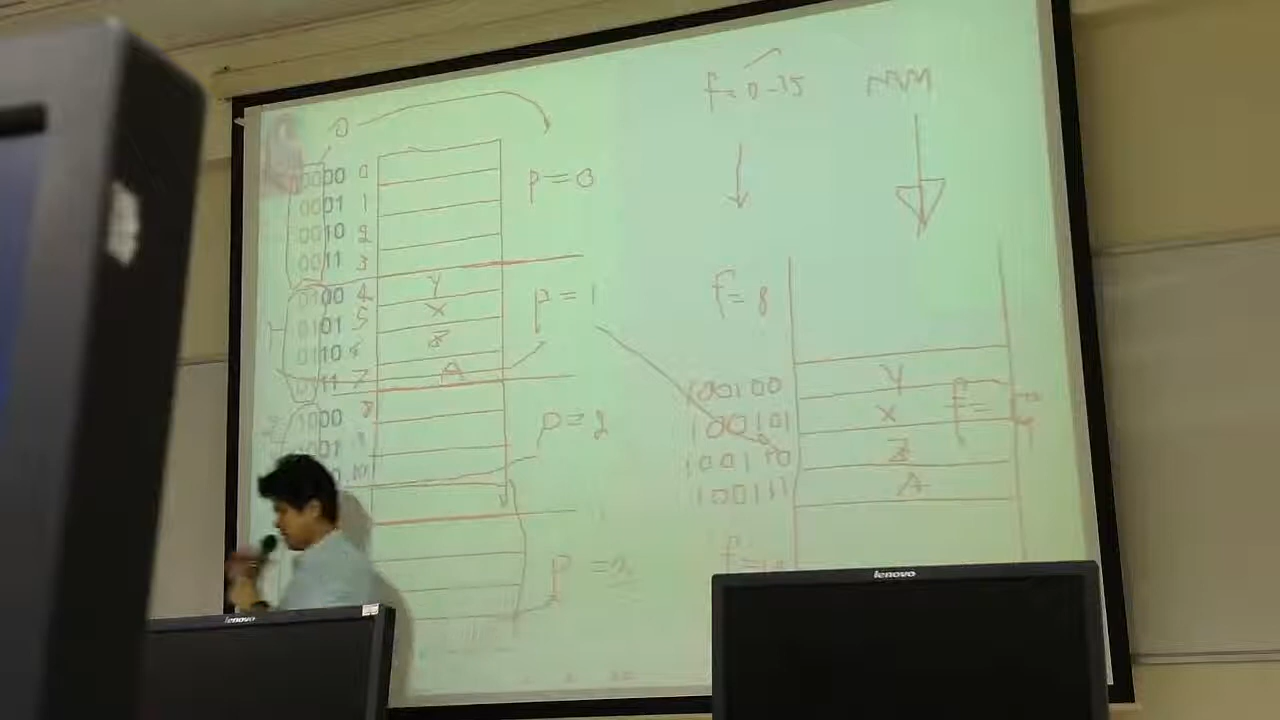 0
f=0-15 MM
0000 0 p=0
0001 1
0010 2
0011 3
f=8
0100 4 Y p=1
0101 5 X
0110 6 Z
0111 7 A
1000 8 p=2
100100 Y
100101 X f=
100110 Z
100111 A
p=3
lenovo
lenovo